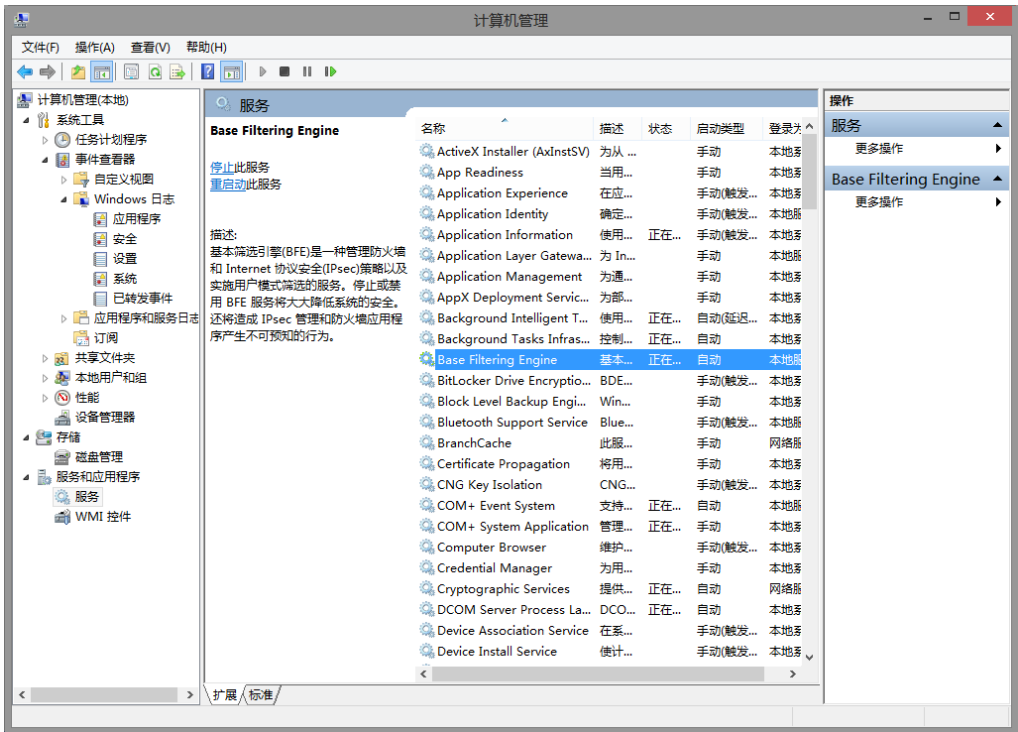 计算机管理
文件(F) 操作(A) 查看(V) 帮助(H)
计算机管理(本地)
系统工具
任务计划程序
事件查看器
自定义视图
Windows 日志
应用程序
安全
设置
系统
已转发事件
应用程序和服务日志
订阅
共享文件夹
本地用户和组
性能
设备管理器
存储
磁盘管理
服务和应用程序
服务
WMI 控件
服务
Base Filtering Engine
停止此服务
重启动此服务
描述:
基本筛选引擎(BFE)是一种管理防火墙
和 Internet 协议安全(IPsec)策略以及
实施用户模式筛选的服务。停止或禁
用 BFE 服务将大大降低系统的安全。
还将造成 IPsec 管理和防火墙应用程
序产生不可预知的行为。
名称 描述 状态 启动类型 登录为
ActiveX Installer (AxInstSV) 为从 ... 手动 本地系
App Readiness 当用... 手动 本地系
Application Experience 在应... 手动(触发... 本地系
Application Identity 确定... 手动(触发... 本地服
Application Information 使用... 正在... 手动(触发... 本地系
Application Layer Gatewa... 为 In... 手动 本地服
Application Management 为通... 手动 本地系
AppX Deployment Servic... 为部... 手动 本地系
Background Intelligent T... 使用... 正在... 自动(延迟... 本地系
Background Tasks Infras... 控制... 正在... 自动 本地系
Base Filtering Engine 基本... 正在... 自动 本地服
BitLocker Drive Encryptio... BDE... 手动(触发... 本地系
Block Level Backup Engi... Win... 手动 本地系
Bluetooth Support Service Blue... 手动(触发... 本地服
BranchCache 此服... 手动 网络服
Certificate Propagation 将用... 手动 本地系
CNG Key Isolation CNG... 手动(触发... 本地系
COM+ Event System 支持... 正在... 自动 本地服
COM+ System Application 管理... 正在... 手动 本地系
Computer Browser 维护... 手动(触发... 本地系
Credential Manager 为用... 手动 本地系
Cryptographic Services 提供... 正在... 自动 网络服
DCOM Server Process La... DCO... 正在... 自动 本地系
Device Association Service 在系... 手动(触发... 本地系
Device Install Service 使计... 手动(触发... 本地系
扩展 标准
操作
服务
更多操作
Base Filtering Engine
更多操作